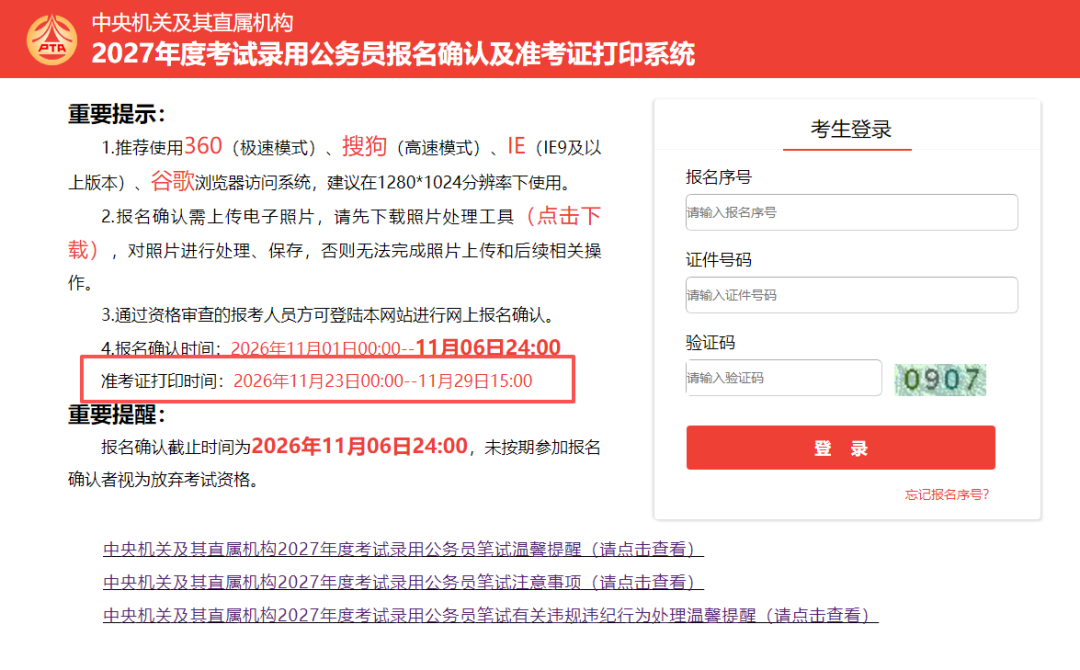 中央机关及其直属机构
PTA
2027年度考试录用公务员报名确认及准考证打印系统
重要提示：
1.推荐使用360（极速模式）、搜狗（高速模式）、IE（IE9及以
上版本）、谷歌浏览器访问系统，建议在1280*1024分辨率下使用。
2.报名确认需上传电子照片，请先下载照片处理工具（点击下
载），对照片进行处理、保存，否则无法完成照片上传和后续相关操
作。
3.通过资格审查的报考人员方可登陆本网站进行网上报名确认。
4.报名确认时间：2026年11月01日00:00--11月06日24:00
准考证打印时间：2026年11月23日00:00--11月29日15:00
重要提醒：
报名确认截止时间为2026年11月06日24:00，未按期参加报名
确认者视为放弃考试资格。
考生登录
报名序号
请输入报名序号
证件号码
请输入证件号码
验证码
请输入验证码
0907
登 录
忘记报名序号?
中央机关及其直属机构2027年度考试录用公务员笔试温馨提醒（请点击查看）
中央机关及其直属机构2027年度考试录用公务员笔试注意事项（请点击查看）
中央机关及其直属机构2027年度考试录用公务员笔试有关违规违纪行为处理温馨提醒（请点击查看）